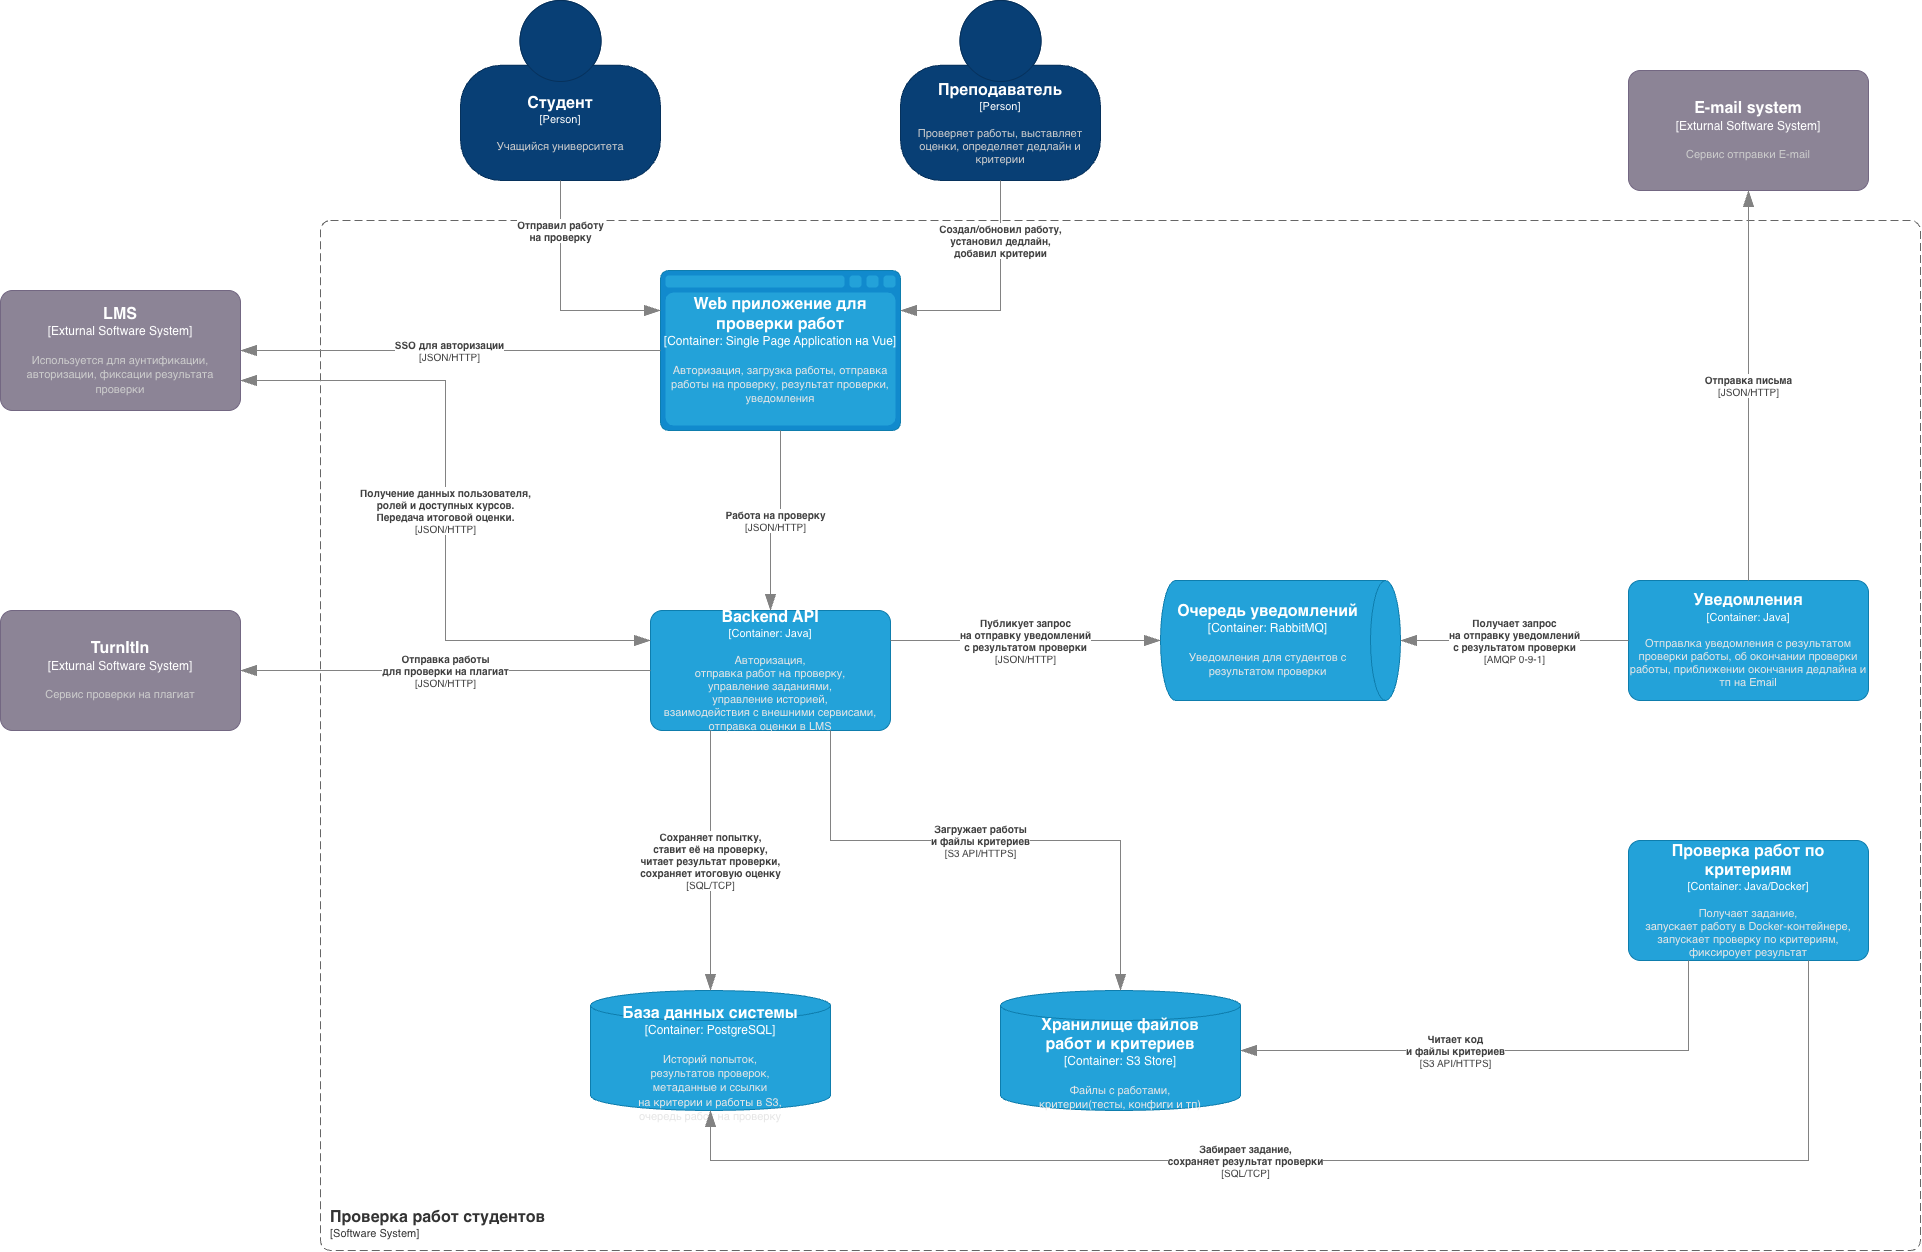 Студент
[Person]
Учащийся университета
Преподаватель
[Person]
Проверяет работы, выставляет
оценки, определяет дедлайн и
критерии
E-mail system
[Exturnal Software System]
Сервис отправки E-mail
Отправил работу
на проверку
Создал/обновил работу,
установил дедлайн,
добавил критерии
LMS
[Exturnal Software System]
Используется для аунтификации,
авторизации, фиксации результата
проверки
SSO для авторизации
[JSON/HTTP]
Web приложение для
проверки работ
[Container: Single Page Application на Vue]
Авторизация, загрузка работы, отправка
работы на проверку, результат проверки,
уведомления
Отправка письма
[JSON/HTTP]
Получение данных пользователя,
ролей и доступных курсов.
Передача итоговой оценки.
[JSON/HTTP]
Работа на проверку
[JSON/HTTP]
TurnItIn
[Exturnal Software System]
Сервис проверки на плагиат
Отправка работы
для проверки на плагиат
[JSON/HTTP]
Backend API
[Container: Java]
Авторизация,
отправка работ на проверку,
управление заданиями,
управление историей,
взаимодействия с внешними сервисами,
отправка оценки в LMS
Публикует запрос
на отправку уведомлений
с результатом проверки
[JSON/HTTP]
Очередь уведомлений
[Container: RabbitMQ]
Уведомления для студентов с
результатом проверки
Получает запрос
на отправку уведомлений
с результатом проверки
[AMQP 0-9-1]
Уведомления
[Container: Java]
Отправка уведомления с результатом
проверки работы, об окончании проверки
работы, приближении окончания дедлайна и
тп на Email
Сохраняет попытку,
ставит её на проверку,
читает результат проверки,
сохраняет итоговую оценку
[SQL/TCP]
Загружает работы
и файлы критериев
[S3 API/HTTPS]
Проверка работ по
критериям
[Container: Java/Docker]
Получает задание,
запускает работу в Docker-контейнере,
запускает проверку по критериям,
фиксироует результат
База данных системы
[Container: PostgreSQL]
Историй попыток,
результатов проверок,
метаданные и ссылки
на критерии и работы в S3,
очередь работ на проверку
Хранилище файлов
работ и критериев
[Container: S3 Store]
Файлы с работами,
критерии(тесты, конфиги и тп)
Читает код
и файлы критериев
[S3 API/HTTPS]
Забирает задание,
сохраняет результат проверки
[SQL/TCP]
Проверка работ студентов
[Software System]